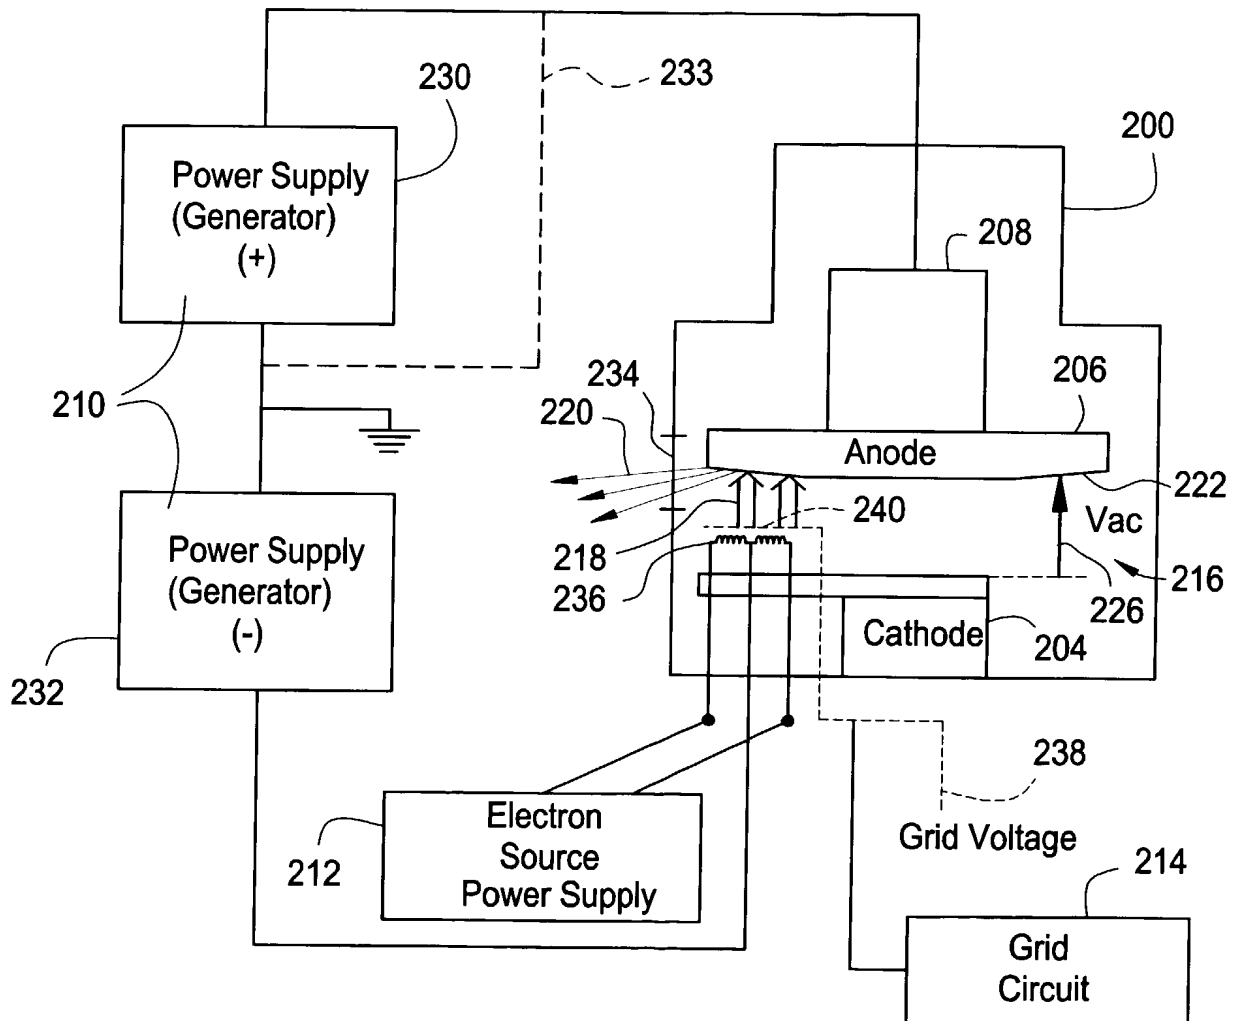 230
233
200
Power Supply
(Generator)
(+)
208
210
234
220
206
Anode
222
240
Vac
218
236
216
226
Power Supply
(Generator)
(-)
Cathode
204
232
238
Electron
Source
Power Supply
212
Grid Voltage
214
Grid
Circuit